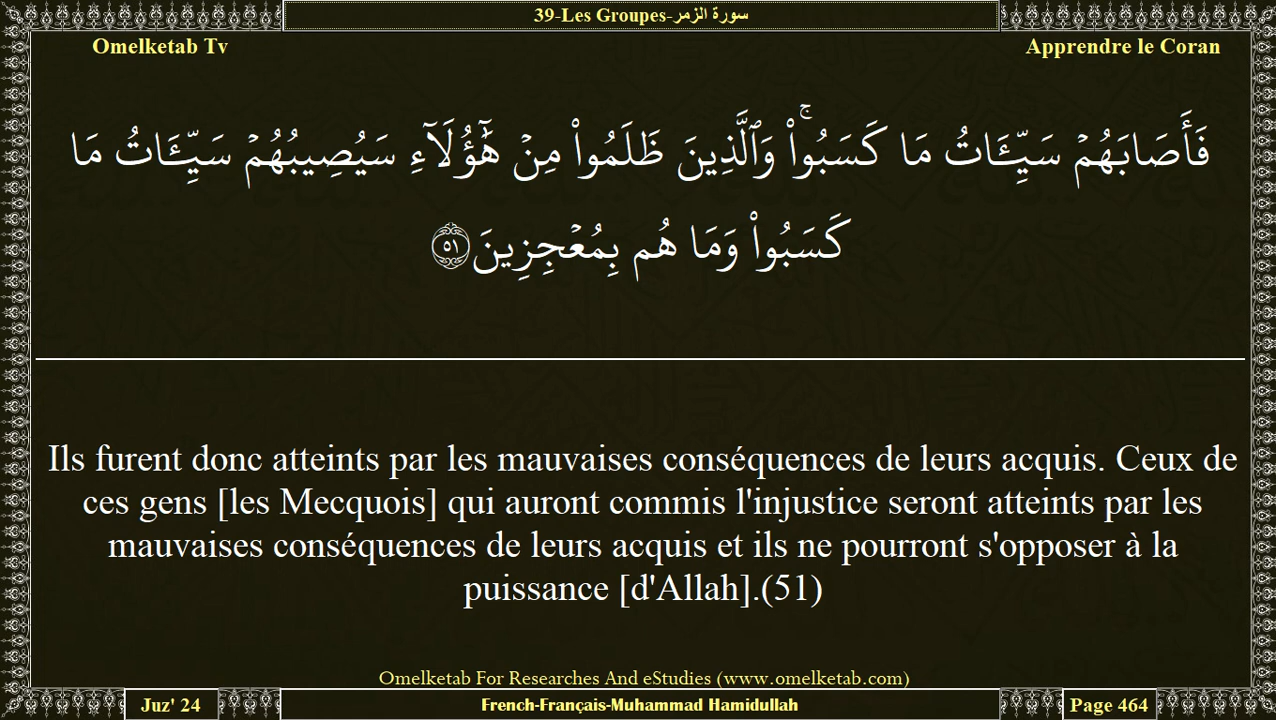 39-Les Groupes-سورة الزمر
Omelketab Tv
Apprendre le Coran
فَأَصَابَهُمْ سَيِّـَٔاتُ مَا كَسَبُوا۟ ۚ وَٱلَّذِينَ ظَلَمُوا۟ مِنْ هَٰٓؤُلَآءِ سَيُصِيبُهُمْ سَيِّـَٔاتُ مَا
كَسَبُوا۟ وَمَا هُم بِمُعْجِزِينَ ٥١
Ils furent donc atteints par les mauvaises conséquences de leurs acquis. Ceux de
ces gens [les Mecquois] qui auront commis l'injustice seront atteints par les
mauvaises conséquences de leurs acquis et ils ne pourront s'opposer à la
puissance [d'Allah].(51)
Omelketab For Researches And eStudies (www.omelketab.com)
Juz' 24
French-Français-Muhammad Hamidullah
Page 464